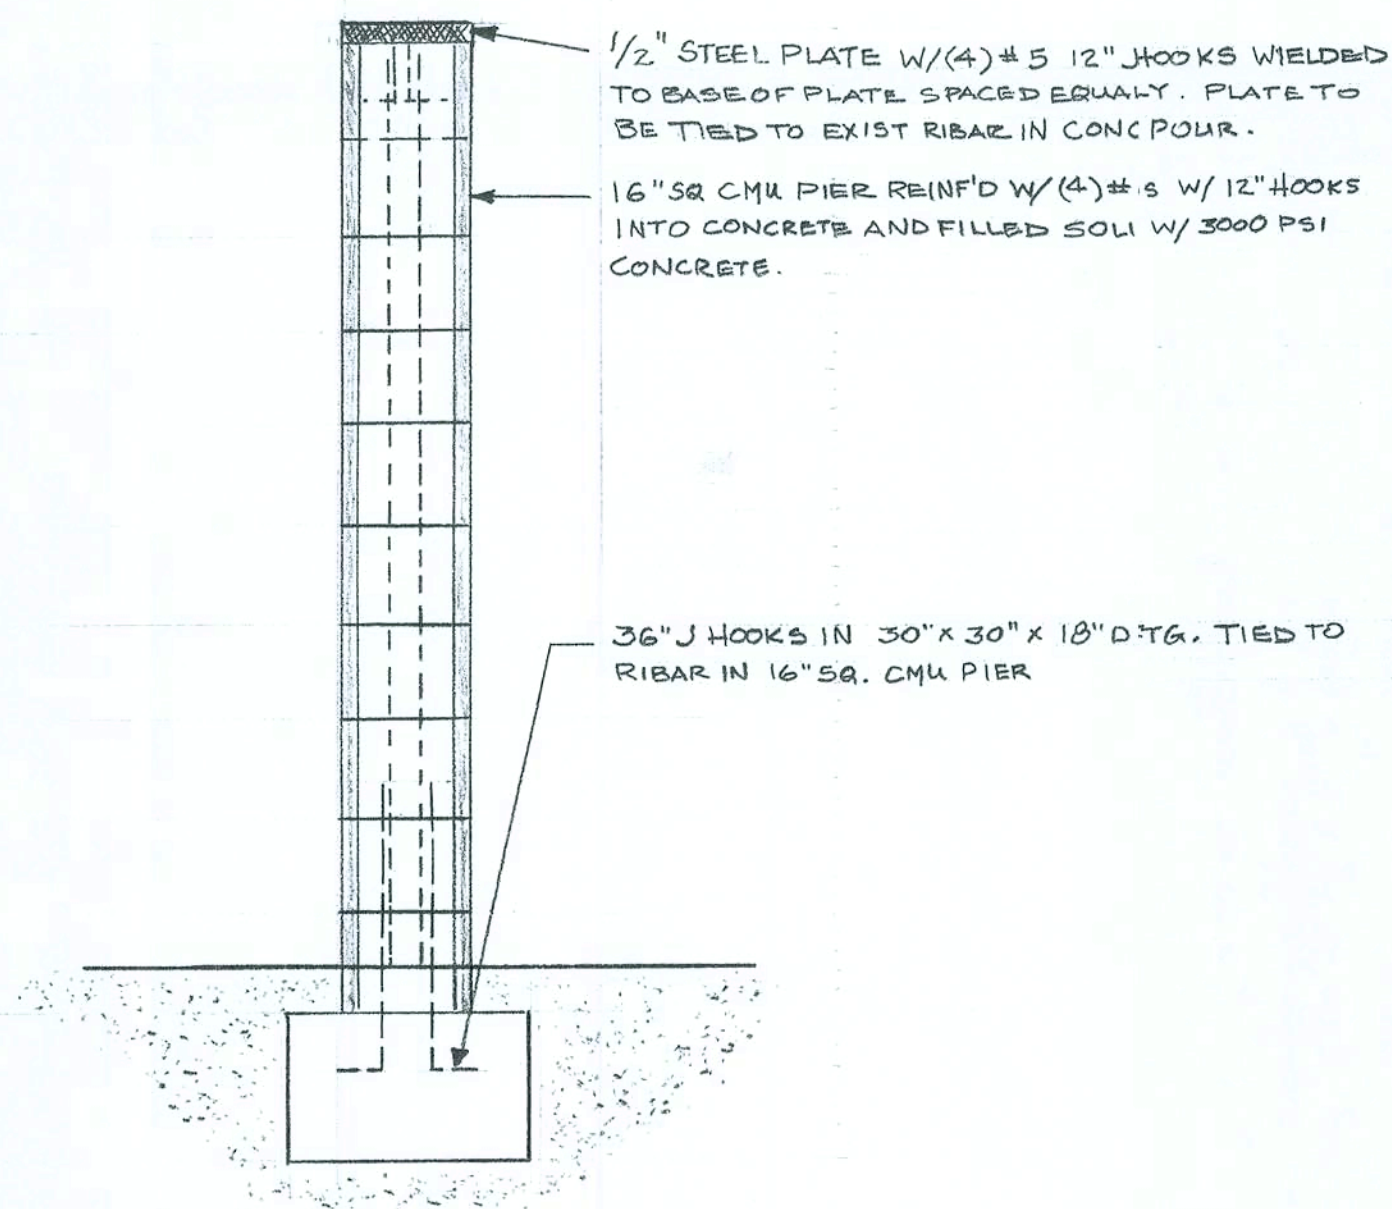 1/2" STEEL PLATE W/(4) # 5 12" JHOOKS WIELDED
TO BASE OF PLATE SPACED EQUALY. PLATE TO
BE TIED TO EXIST RIBAR IN CONC POUR.
16" SQ CMU PIER REINF'D W/(4) # 5 W/ 12" HOOKS
INTO CONCRETE AND FILLED SOLI W/ 3000 PSI
CONCRETE.
36" J HOOKS IN 30" x 30" x 18" D.TG. TIED TO
RIBAR IN 16" SQ. CMU PIER